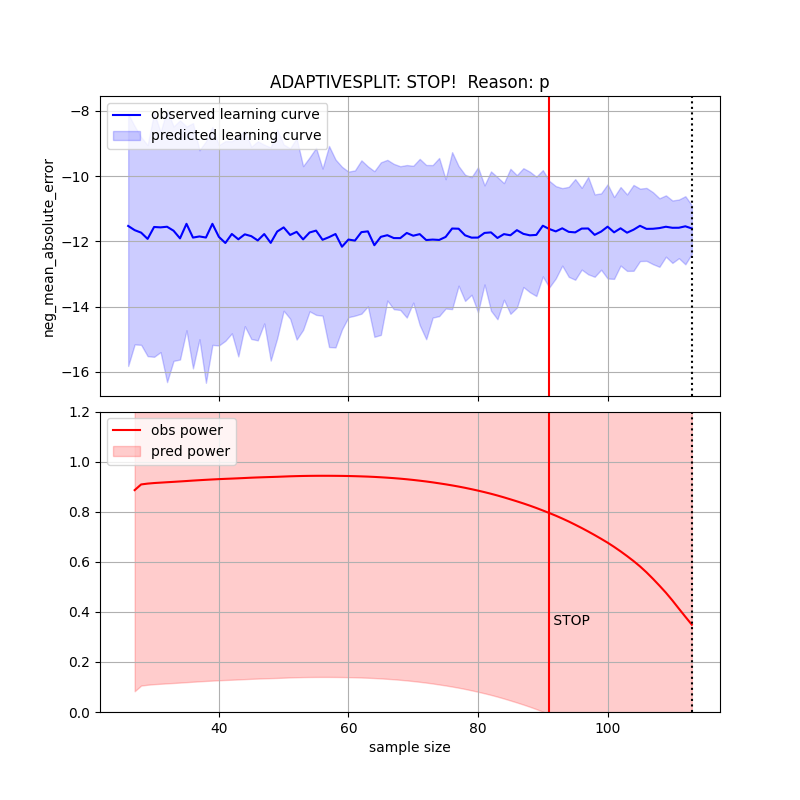 ADAPTIVESPLIT: STOP!  Reason: p
observed learning curve
predicted learning curve
−8
−10
−12
−14
−16
neg_mean_absolute_error
obs power
pred power
1.2
1.0
0.8
0.6
0.4
0.2
0.0
STOP
40
60
80
100
sample size